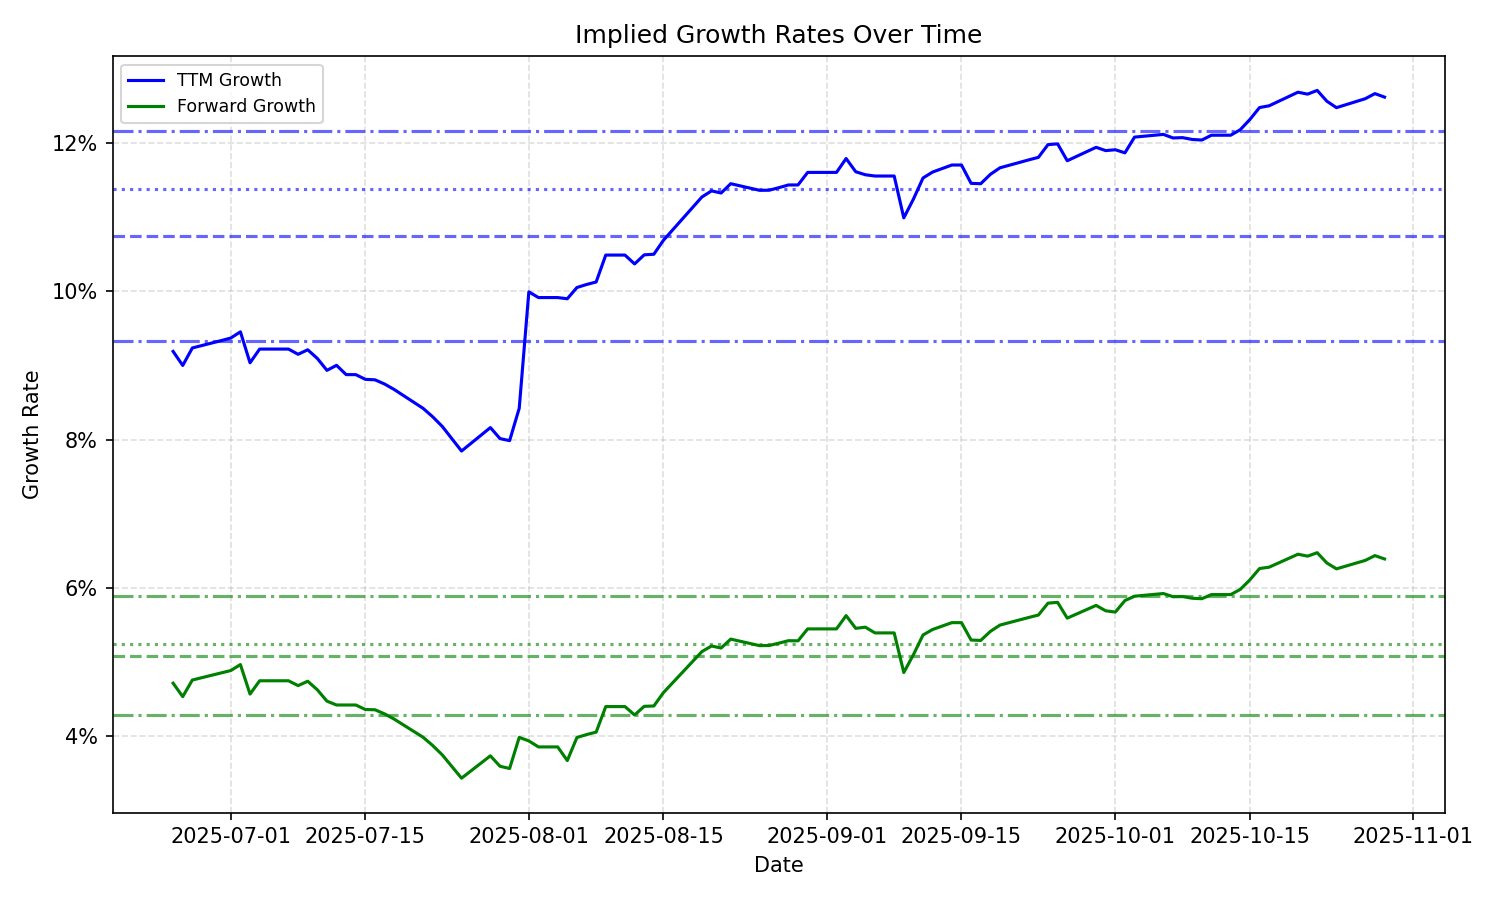 Implied Growth Rates Over Time
TTM Growth
Forward Growth
12%
10%
8%
6%
4%
Growth Rate
2025-07-01 2025-07-15 2025-08-01 2025-08-15 2025-09-01 2025-09-15 2025-10-01 2025-10-15 2025-11-01
Date